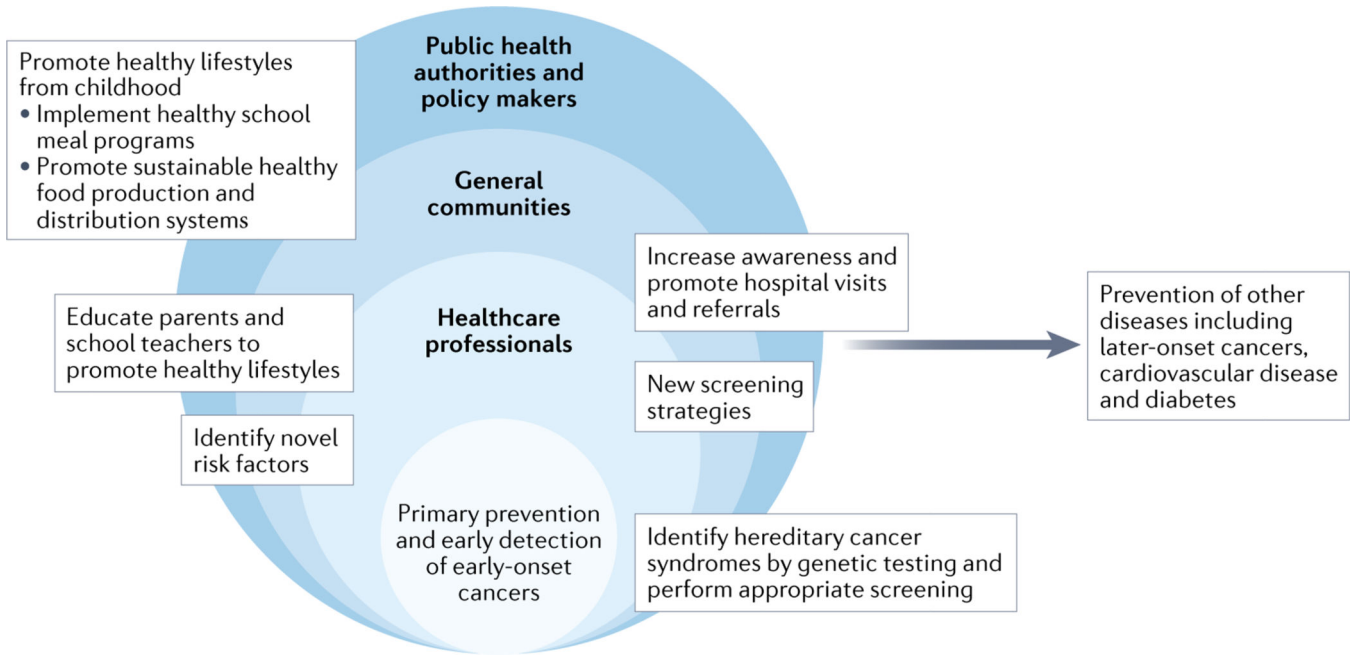 Promote healthy lifestyles
from childhood
• Implement healthy school
meal programs
• Promote sustainable healthy
food production and
distribution systems
Public health
authorities and
policy makers
General
communities
Educate parents and
school teachers to
promote healthy lifestyles
Healthcare
professionals
Increase awareness and
promote hospital visits
and referrals
Identify novel
risk factors
New screening
strategies
Primary prevention
and early detection
of early-onset
cancers
Identify hereditary cancer
syndromes by genetic testing and
perform appropriate screening
Prevention of other
diseases including
later-onset cancers,
cardiovascular disease
and diabetes